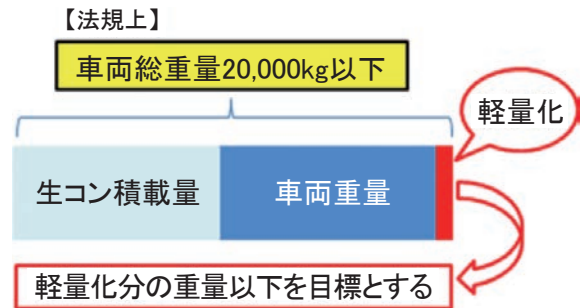 【法規上】
車両総重量20,000kg以下
軽量化
生コン積載量
車両重量
軽量化分の重量以下を目標とする